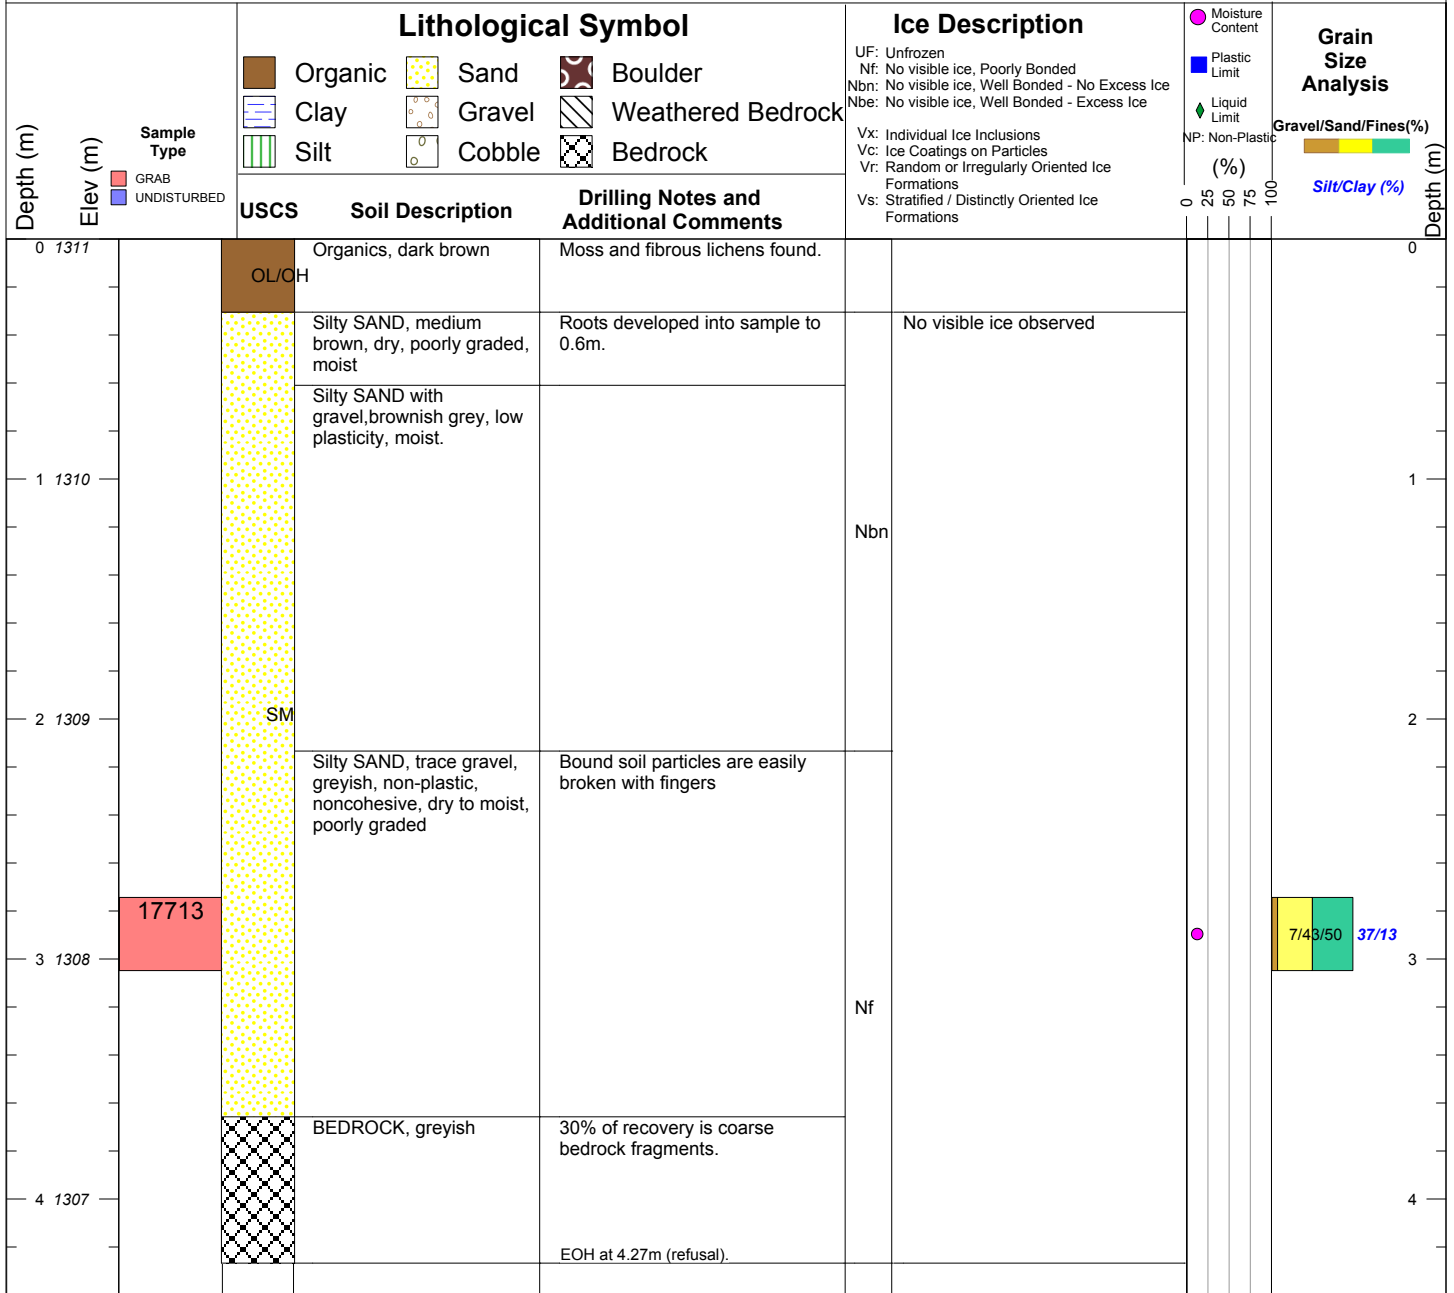 Lithological Symbol
Organic
Sand
Boulder
Clay
Gravel
Weathered Bedrock
Silt
Cobble
Bedrock
Ice Description
UF: Unfrozen
Nf: No visible ice, Poorly Bonded
Nbn: No visible ice, Well Bonded - No Excess Ice
Nbe: No visible ice, Well Bonded - Excess Ice
Vx: Individual Ice Inclusions
Vc: Ice Coatings on Particles
Vr: Random or Irregularly Oriented Ice
Formations
Vs: Stratified / Distinctly Oriented Ice
Formations
Moisture
Content
Plastic
Limit
Liquid
Limit
NP: Non-Plastic
(%)
0 25 50 75 100
Grain
Size
Analysis
Gravel/Sand/Fines(%)
Silt/Clay (%)
Depth (m)
Depth (m)
Elev (m)
Sample
Type
GRAB
UNDISTURBED
USCS
Soil Description
Drilling Notes and
Additional Comments
0 1311
OL/OH
Organics, dark brown
Moss and fibrous lichens found.
0
Silty SAND, medium
brown, dry, poorly graded,
moist
Roots developed into sample to
0.6m.
No visible ice observed
Silty SAND with
gravel,brownish grey, low
plasticity, moist.
1 1310
1
Nbn
2 1309
SM
2
Silty SAND, trace gravel,
greyish, non-plastic,
noncohesive, dry to moist,
poorly graded
Bound soil particles are easily
broken with fingers
17713
7/43/50
37/13
3 1308
3
Nf
BEDROCK, greyish
30% of recovery is coarse
bedrock fragments.
4 1307
4
EOH at 4.27m (refusal).